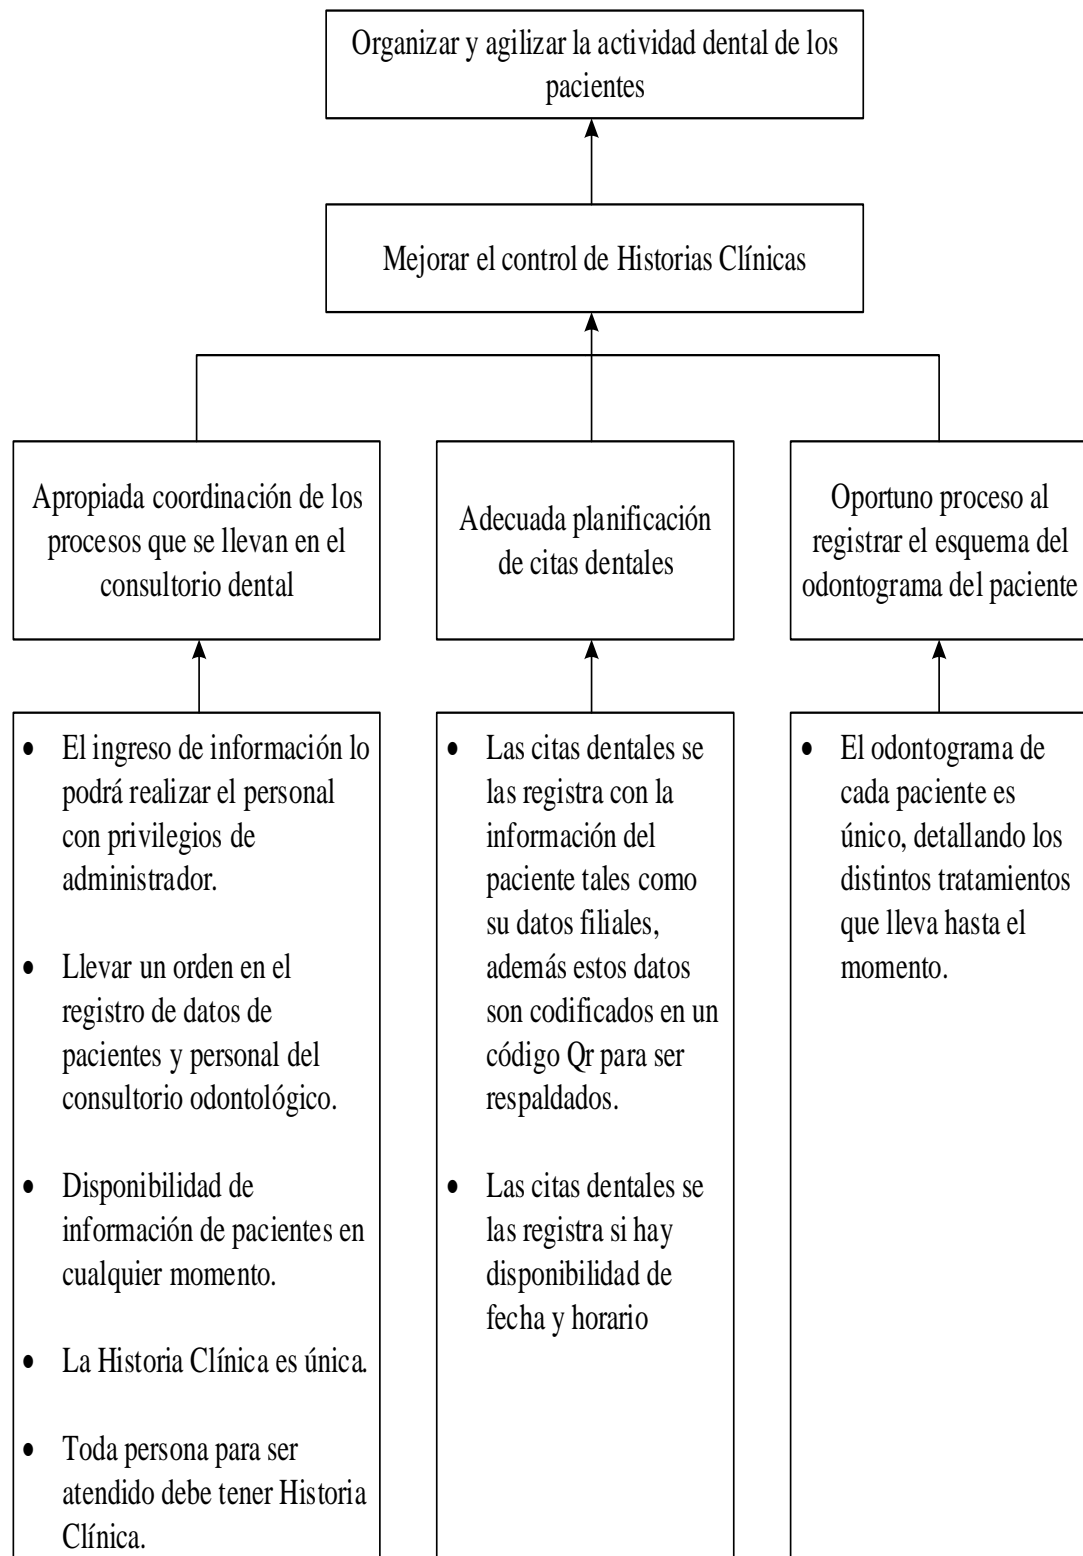 Organizar y agilizar la actividad dental de los
pacientes
Mejorar el control de Historias Clínicas
Apropiada coordinación de los
procesos que se llevan en el
consultorio dental
Adecuada planificación
de citas dentales
Oportuno proceso al
registrar el esquema del
odontograma del paciente
• El ingreso de información lo
podrá realizar el personal
con privilegios de
administrador.
• Llevar un orden en el
registro de datos de
pacientes y personal del
consultorio odontológico.
• Disponibilidad de
información de pacientes en
cualquier momento.
• La Historia Clínica es única.
• Toda persona para ser
atendido debe tener Historia
Clínica.
• Las citas dentales se
las registra con la
información del
paciente tales como
su datos filiales,
además estos datos
son codificados en un
código Qr para ser
respaldados.
• Las citas dentales se
las registra si hay
disponibilidad de
fecha y horario
• El odontograma de
cada paciente es
único, detallando los
distintos tratamientos
que lleva hasta el
momento.